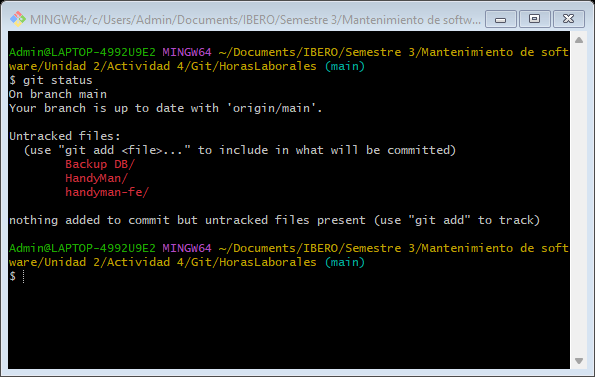 MINGW64:/c/Users/Admin/Documents/IBERO/Semestre 3/Mantenimiento de softw...
Admin@LAPTOP-4992U9E2 MINGW64 ~/Documents/IBERO/Semestre 3/Mantenimiento de soft
ware/Unidad 2/Actividad 4/Git/HorasLaborales (main)
$ git status
On branch main
Your branch is up to date with 'origin/main'.
Untracked files:
(use "git add <file>..." to include in what will be committed)
Backup DB/
HandyMan/
handyman-fe/
nothing added to commit but untracked files present (use "git add" to track)
Admin@LAPTOP-4992U9E2 MINGW64 ~/Documents/IBERO/Semestre 3/Mantenimiento de soft
ware/Unidad 2/Actividad 4/Git/HorasLaborales (main)
$